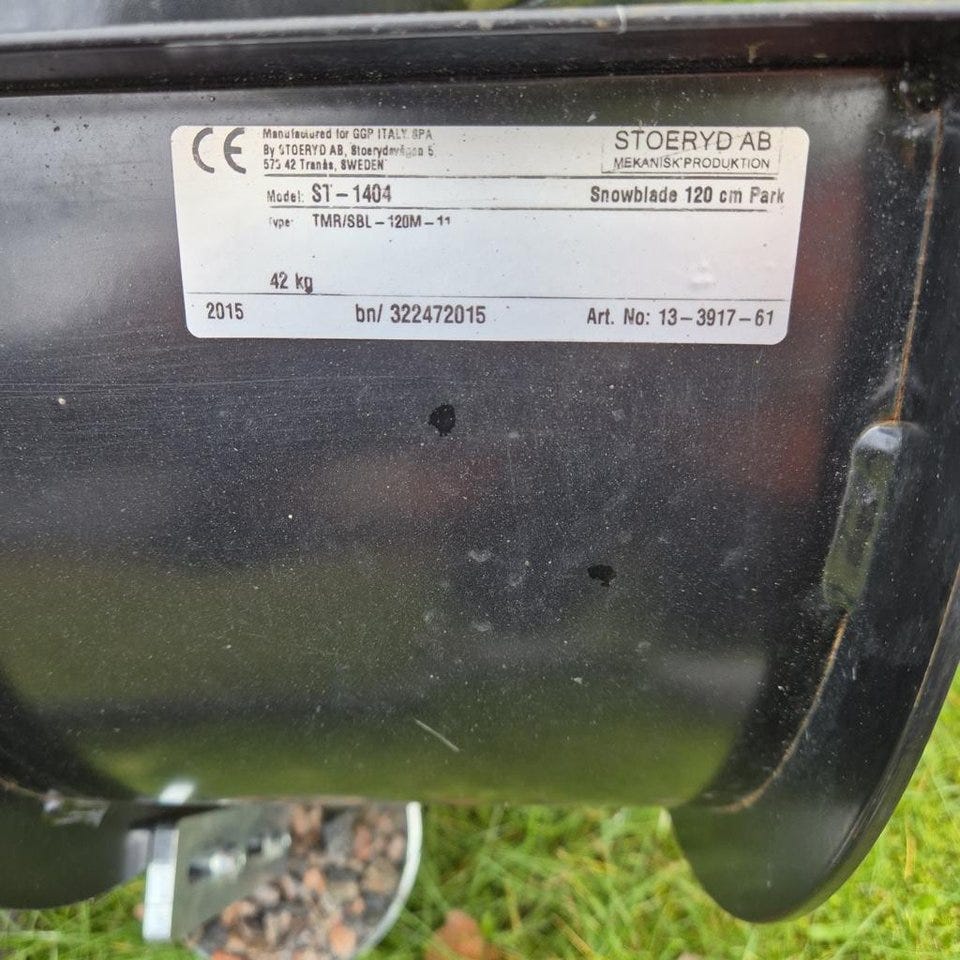 CE
Manufactured for GGP ITALY SPA
By STOERYD AB, Stoerydsvägen 5
573 42 Tranås, SWEDEN
STOERYD AB
MEKANISK PRODUKTION
Model: ST-1404 Snowblade 120 cm Park
Type: TMR/SBL-120M-11
42 kg
2015 bn/ 322472015 Art. No: 13-3917-61